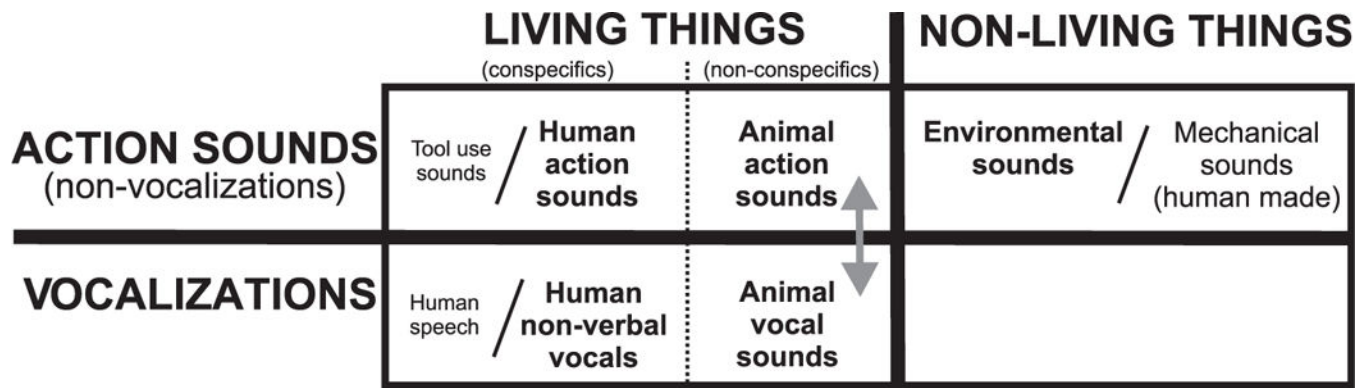 LIVING THINGS
NON-LIVING THINGS
(conspecifics)
(non-conspecifics)
ACTION SOUNDS
(non-vocalizations)
Tool use
sounds
Human
action
sounds
Animal
action
sounds
Environmental
sounds
Mechanical
sounds
(human made)
VOCALIZATIONS
Human
speech
Human
non-verbal
vocals
Animal
vocal
sounds